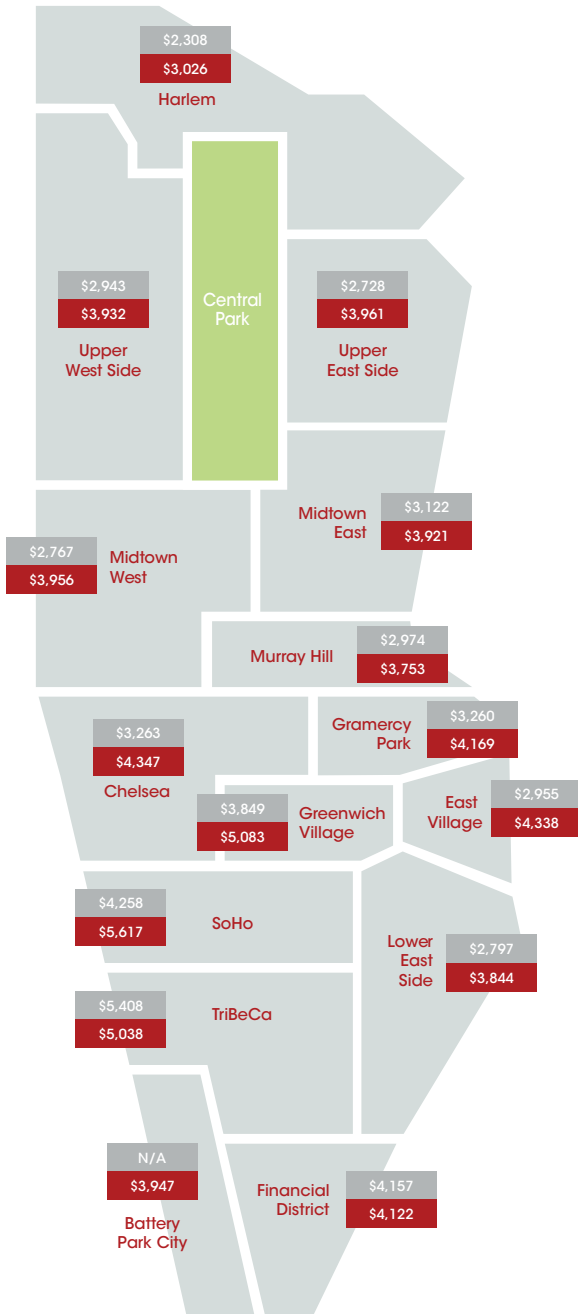 $2,308
$3,026
Harlem
$2,943
$3,932
Upper
West Side
Central
Park
$2,728
$3,961
Upper
East Side
Midtown
East
$3,122
$3,921
$2,767
$3,956
Midtown
West
Murray Hill
$2,974
$3,753
$3,263
$4,347
Chelsea
Gramercy
Park
$3,260
$4,169
$3,849
$5,083
Greenwich
Village
East
Village
$2,955
$4,338
$4,258
$5,617
SoHo
Lower
East
Side
$2,797
$3,844
$5,408
$5,038
TriBeCa
N/A
$3,947
Battery
Park City
Financial
District
$4,157
$4,122